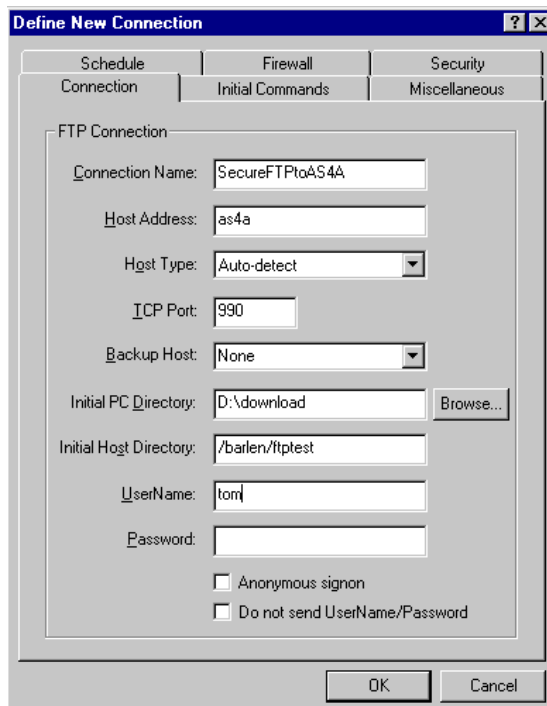 Define New Connection
Schedule Firewall Security
Connection Initial Commands Miscellaneous
FTP Connection
Connection Name: SecureFTPtoAS4A
Host Address: as4a
Host Type: Auto-detect
TCP Port: 990
Backup Host: None
Initial PC Directory: D:\download Browse...
Initial Host Directory: /barlen/ftptest
UserName: tom
Password:
Anonymous signon
Do not send UserName/Password
OK Cancel